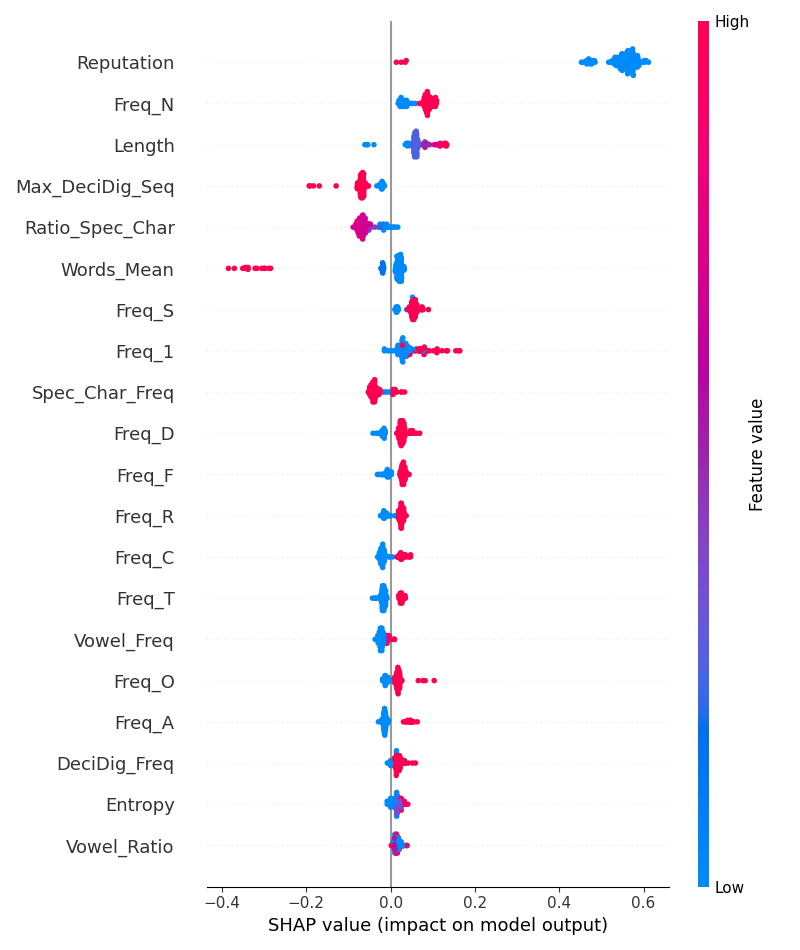 High
Reputation
Freq_N
Length
Max_DeciDig_Seq
Ratio_Spec_Char
Words_Mean
Freq_S
Freq_1
Spec_Char_Freq
Freq_D
Freq_F
Freq_R
Freq_C
Freq_T
Vowel_Freq
Freq_O
Freq_A
DeciDig_Freq
Entropy
Vowel_Ratio
Feature value
Low
−0.4 −0.2 0.0 0.2 0.4 0.6
SHAP value (impact on model output)